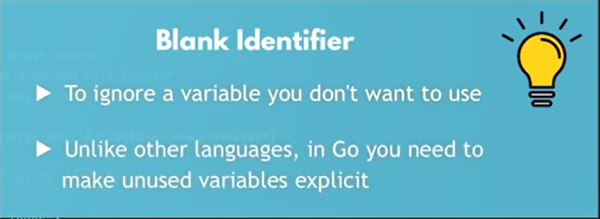 Blank Identifier
▶ To ignore a variable you don't want to use
▶ Unlike other languages, in Go you need to
make unused variables explicit